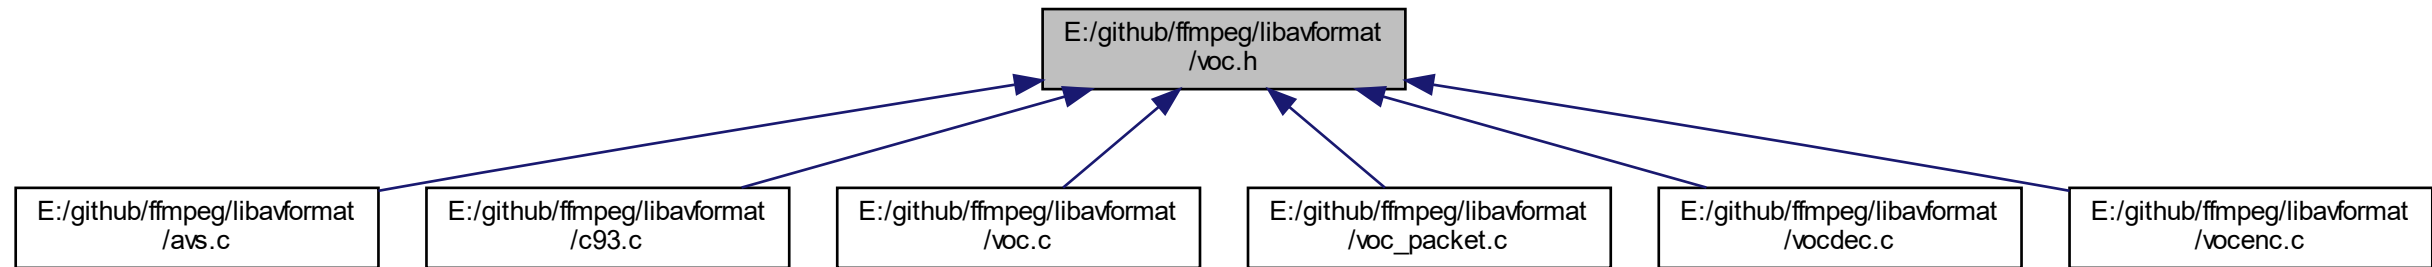 E:/github/ffmpeg/libavformat
/voc.h
E:/github/ffmpeg/libavformat
/avs.c
E:/github/ffmpeg/libavformat
/c93.c
E:/github/ffmpeg/libavformat
/voc.c
E:/github/ffmpeg/libavformat
/voc_packet.c
E:/github/ffmpeg/libavformat
/vocdec.c
E:/github/ffmpeg/libavformat
/vocenc.c